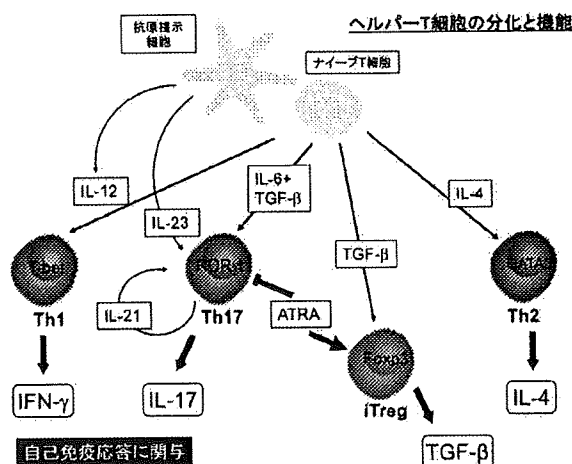 ヘルパーT細胞の分化と機能
抗原提示
細胞
ナイーブT細胞
IL-12
IL-23
IL-6+
TGF-β
TGF-β
IL-4
T-bet
Th1
IL-21
Th17
ATRA
Foxp3
iTreg
Th2
IFN-γ
IL-17
TGF-β
IL-4
自己免疫応答に関与